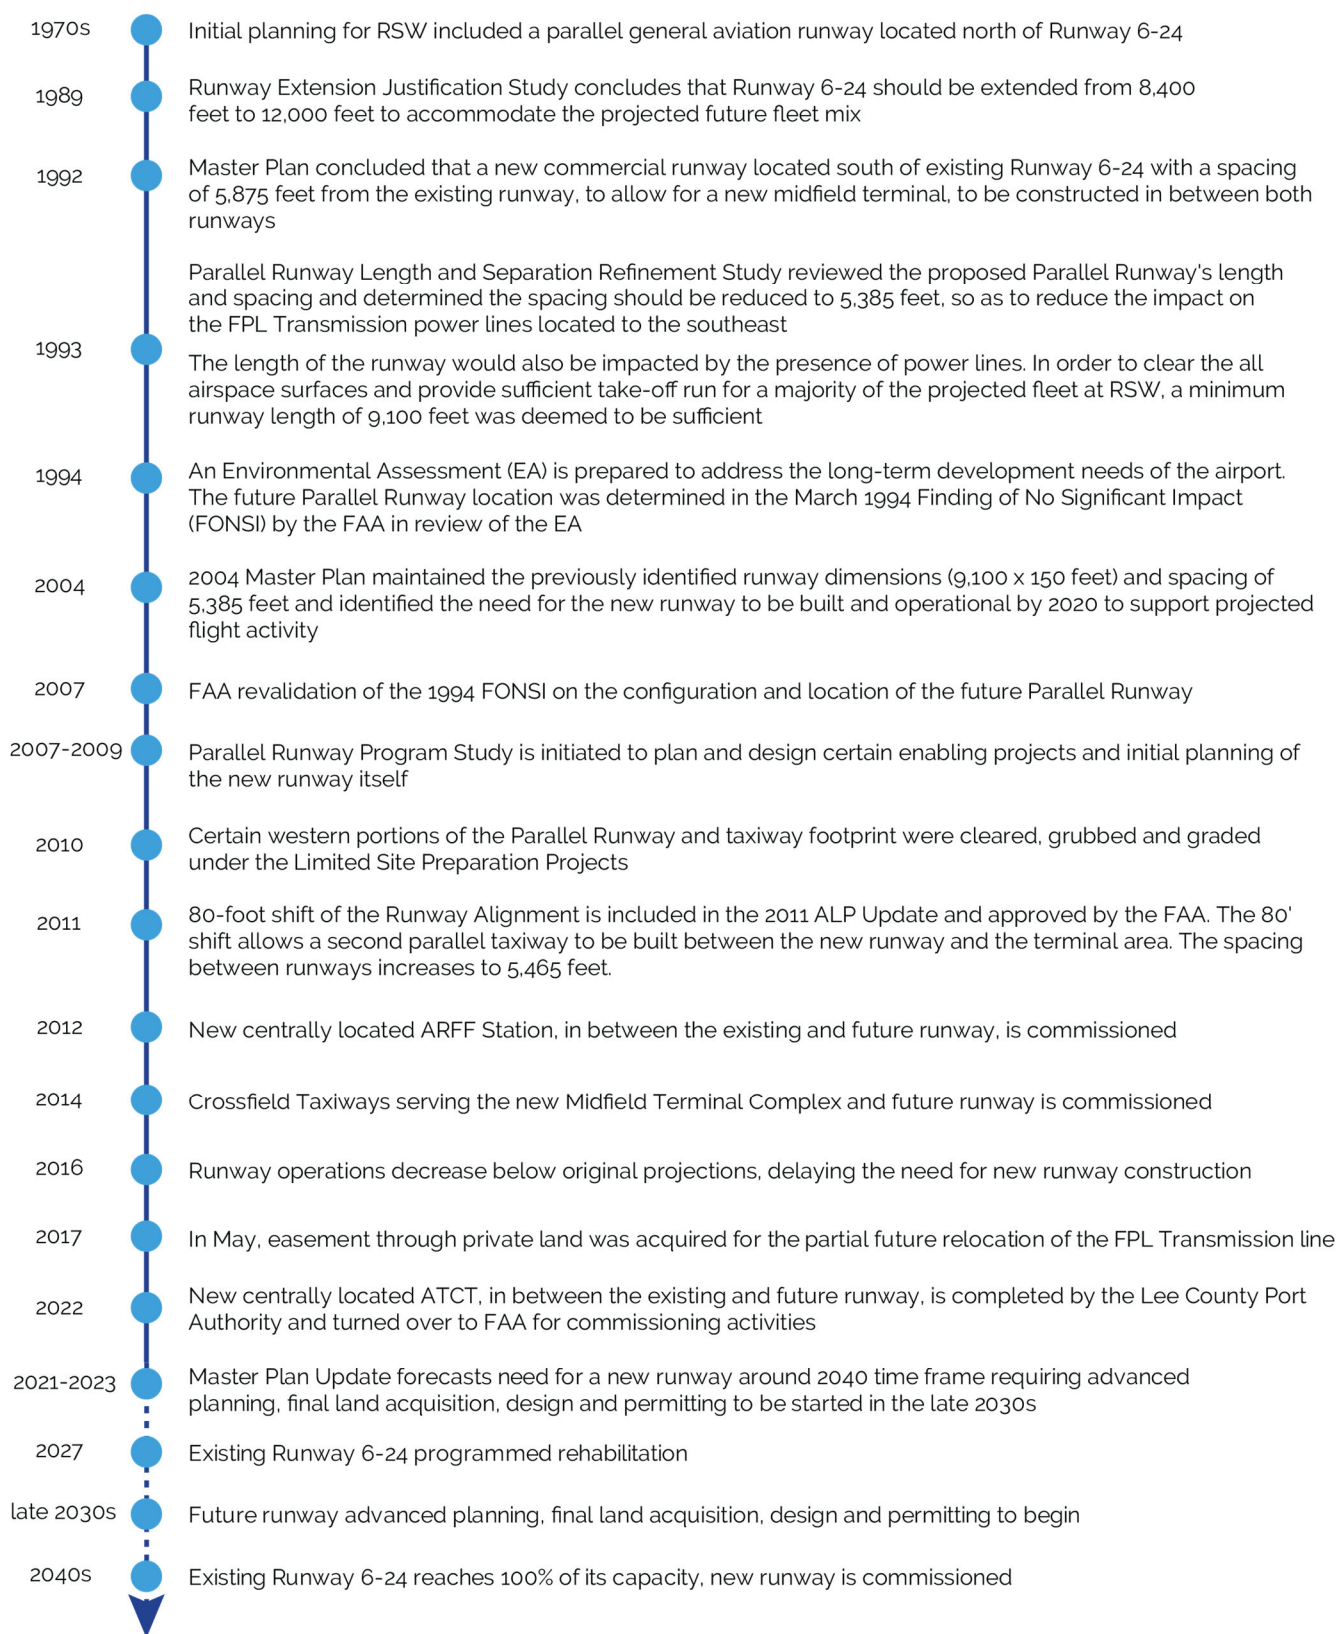 1970s
Initial planning for RSW included a parallel general aviation runway located north of Runway 6-24
1989
Runway Extension Justification Study concludes that Runway 6-24 should be extended from 8,400
feet to 12,000 feet to accommodate the projected future fleet mix
1992
Master Plan concluded that a new commercial runway located south of existing Runway 6-24 with a spacing
of 5,875 feet from the existing runway, to allow for a new midfield terminal, to be constructed in between both
runways
1993
Parallel Runway Length and Separation Refinement Study reviewed the proposed Parallel Runway's length
and spacing and determined the spacing should be reduced to 5,385 feet, so as to reduce the impact on
the FPL Transmission power lines located to the southeast
The length of the runway would also be impacted by the presence of power lines. In order to clear the all
airspace surfaces and provide sufficient take-off run for a majority of the projected fleet at RSW, a minimum
runway length of 9,100 feet was deemed to be sufficient
1994
An Environmental Assessment (EA) is prepared to address the long-term development needs of the airport.
The future Parallel Runway location was determined in the March 1994 Finding of No Significant Impact
(FONSI) by the FAA in review of the EA
2004
2004 Master Plan maintained the previously identified runway dimensions (9,100 x 150 feet) and spacing of
5,385 feet and identified the need for the new runway to be built and operational by 2020 to support projected
flight activity
2007
FAA revalidation of the 1994 FONSI on the configuration and location of the future Parallel Runway
2007-2009
Parallel Runway Program Study is initiated to plan and design certain enabling projects and initial planning of
the new runway itself
2010
Certain western portions of the Parallel Runway and taxiway footprint were cleared, grubbed and graded
under the Limited Site Preparation Projects
2011
80-foot shift of the Runway Alignment is included in the 2011 ALP Update and approved by the FAA. The 80'
shift allows a second parallel taxiway to be built between the new runway and the terminal area. The spacing
between runways increases to 5,465 feet.
2012
New centrally located ARFF Station, in between the existing and future runway, is commissioned
2014
Crossfield Taxiways serving the new Midfield Terminal Complex and future runway is commissioned
2016
Runway operations decrease below original projections, delaying the need for new runway construction
2017
In May, easement through private land was acquired for the partial future relocation of the FPL Transmission line
2022
New centrally located ATCT, in between the existing and future runway, is completed by the Lee County Port
Authority and turned over to FAA for commissioning activities
2021-2023
Master Plan Update forecasts need for a new runway around 2040 time frame requiring advanced
planning, final land acquisition, design and permitting to be started in the late 2030s
2027
Existing Runway 6-24 programmed rehabilitation
late 2030s
Future runway advanced planning, final land acquisition, design and permitting to begin
2040s
Existing Runway 6-24 reaches 100% of its capacity, new runway is commissioned